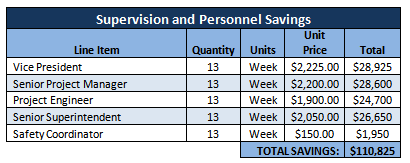 Supervision and Personnel Savings
Line Item Quantity Units Unit Price Total
Vice President 13 Week $2,225.00 $28,925
Senior Project Manager 13 Week $2,200.00 $28,600
Project Engineer 13 Week $1,900.00 $24,700
Senior Superintendent 13 Week $2,050.00 $26,650
Safety Coordinator 13 Week $150.00 $1,950
TOTAL SAVINGS: $110,825